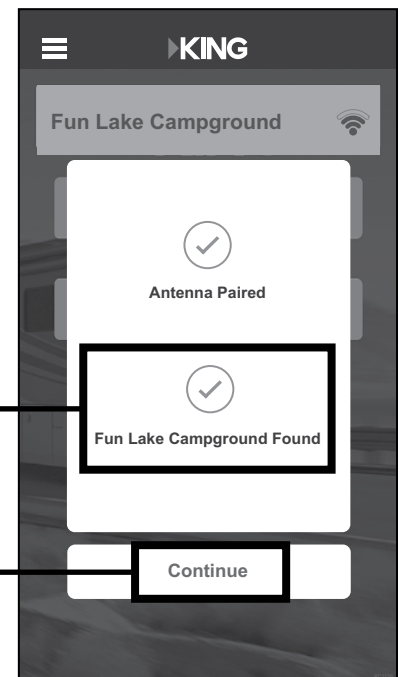 KING
Fun Lake Campground
Antenna Paired
Fun Lake Campground Found
Continue